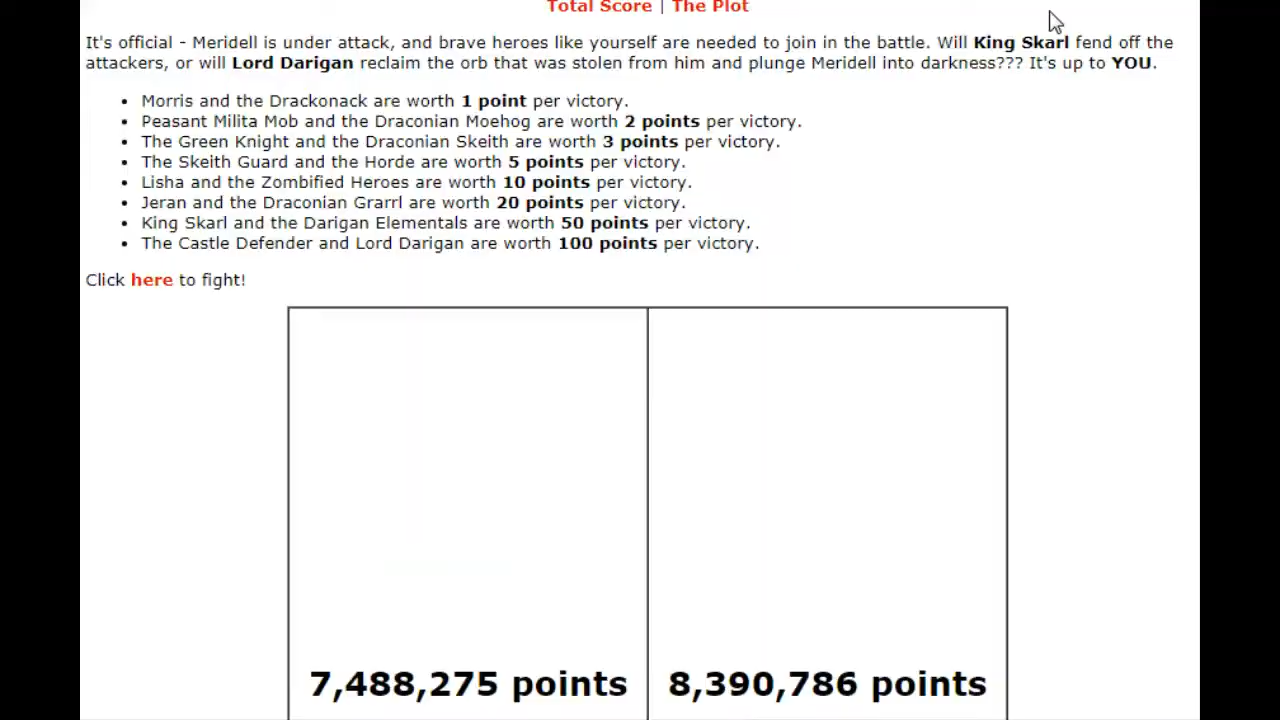 Total Score | The Plot
It's official - Meridell is under attack, and brave heroes like yourself are needed to join in the battle. Will King Skarl fend off the
attackers, or will Lord Darigan reclaim the orb that was stolen from him and plunge Meridell into darkness??? It's up to YOU.
• Morris and the Drackonack are worth 1 point per victory.
• Peasant Milita Mob and the Draconian Moehog are worth 2 points per victory.
• The Green Knight and the Draconian Skeith are worth 3 points per victory.
• The Skeith Guard and the Horde are worth 5 points per victory.
• Lisha and the Zombified Heroes are worth 10 points per victory.
• Jeran and the Draconian Grarrl are worth 20 points per victory.
• King Skarl and the Darigan Elementals are worth 50 points per victory.
• The Castle Defender and Lord Darigan are worth 100 points per victory.
Click here to fight!
7,488,275 points 8,390,786 points